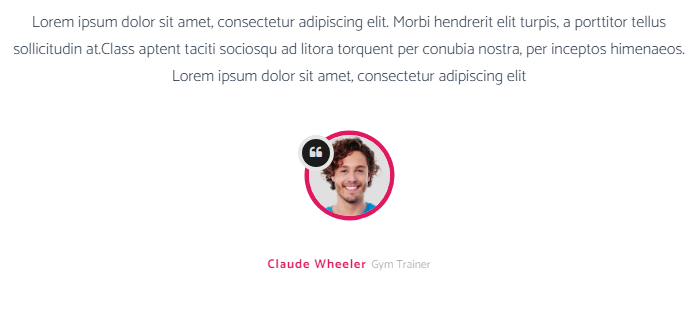 Lorem ipsum dolor sit amet, consectetur adipiscing elit. Morbi hendrerit elit turpis, a porttitor tellus
sollicitudin at.Class aptent taciti sociosqu ad litora torquent per conubia nostra, per inceptos himenaeos.
Lorem ipsum dolor sit amet, consectetur adipiscing elit
❝
Claude Wheeler Gym Trainer